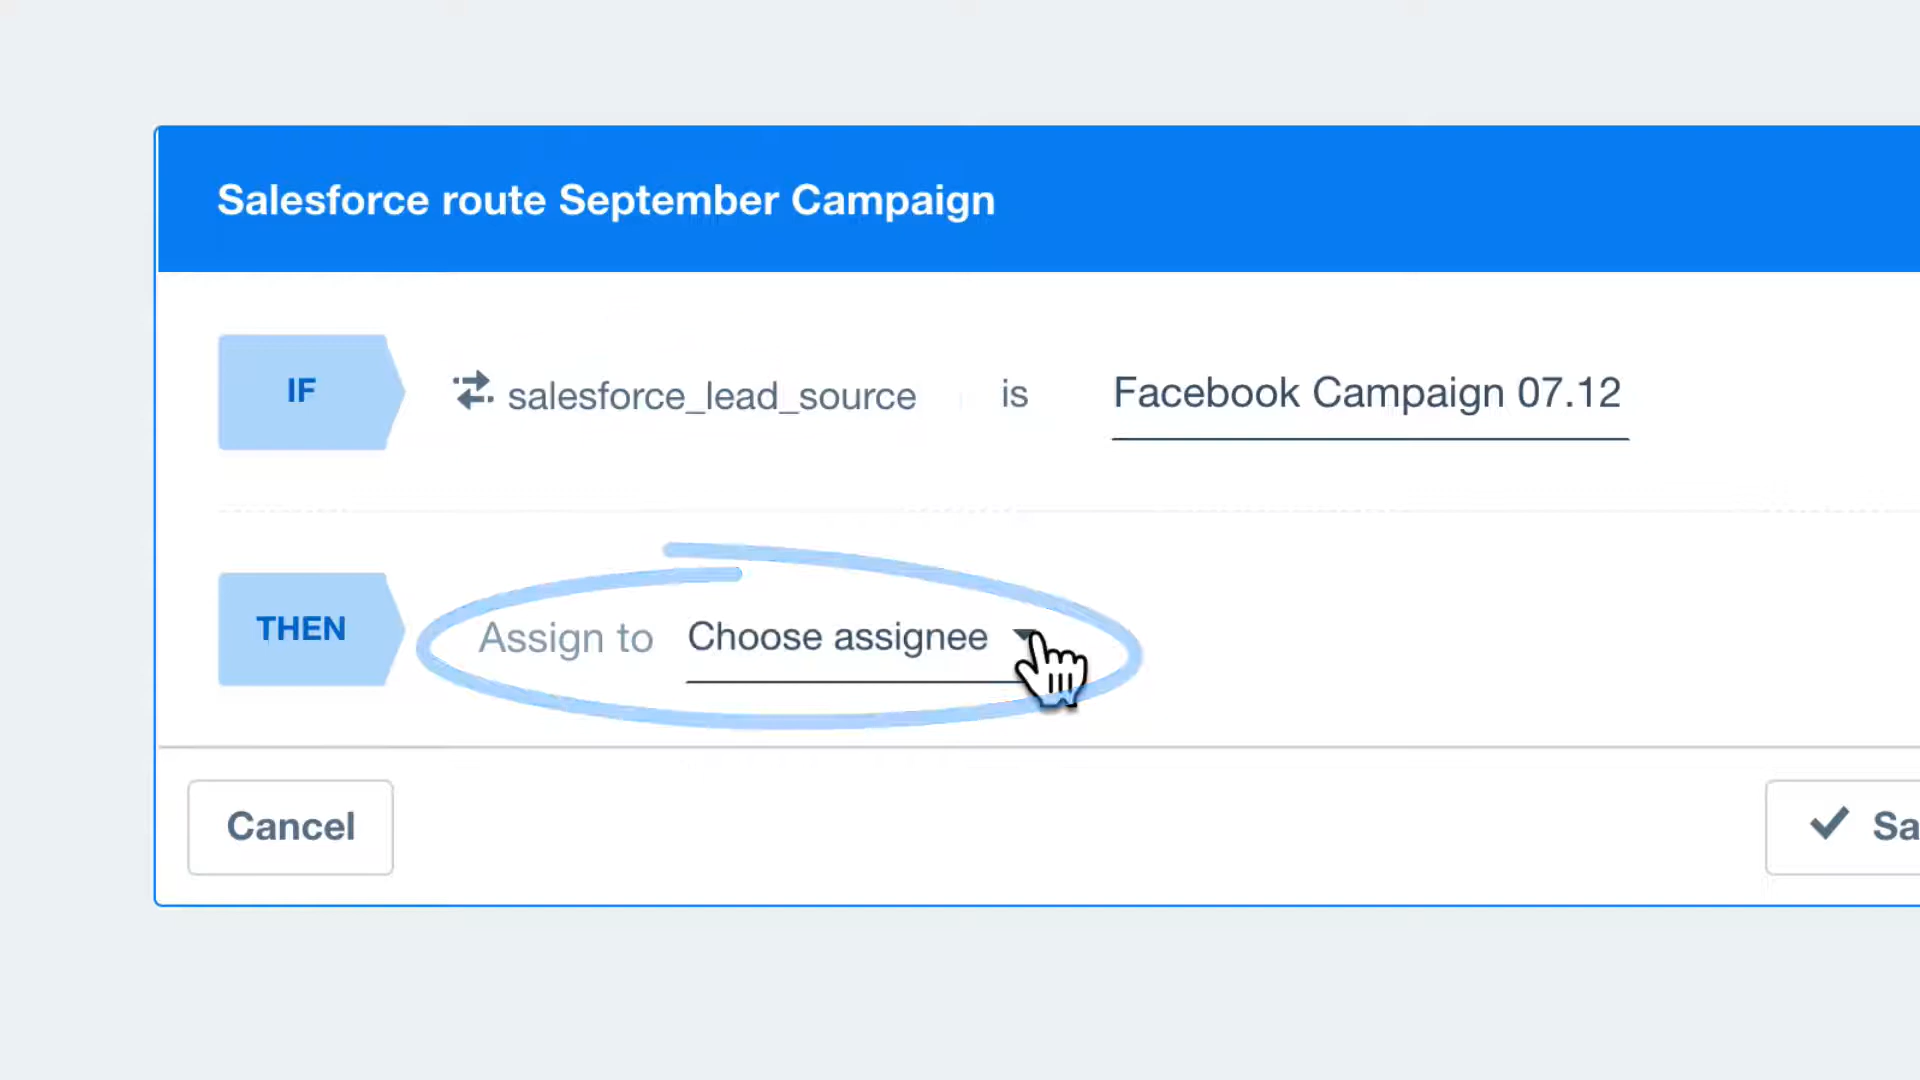 Salesforce route September Campaign
IF salesforce_lead_source is Facebook Campaign 07.12
THEN Assign to Choose assignee
Cancel Sa